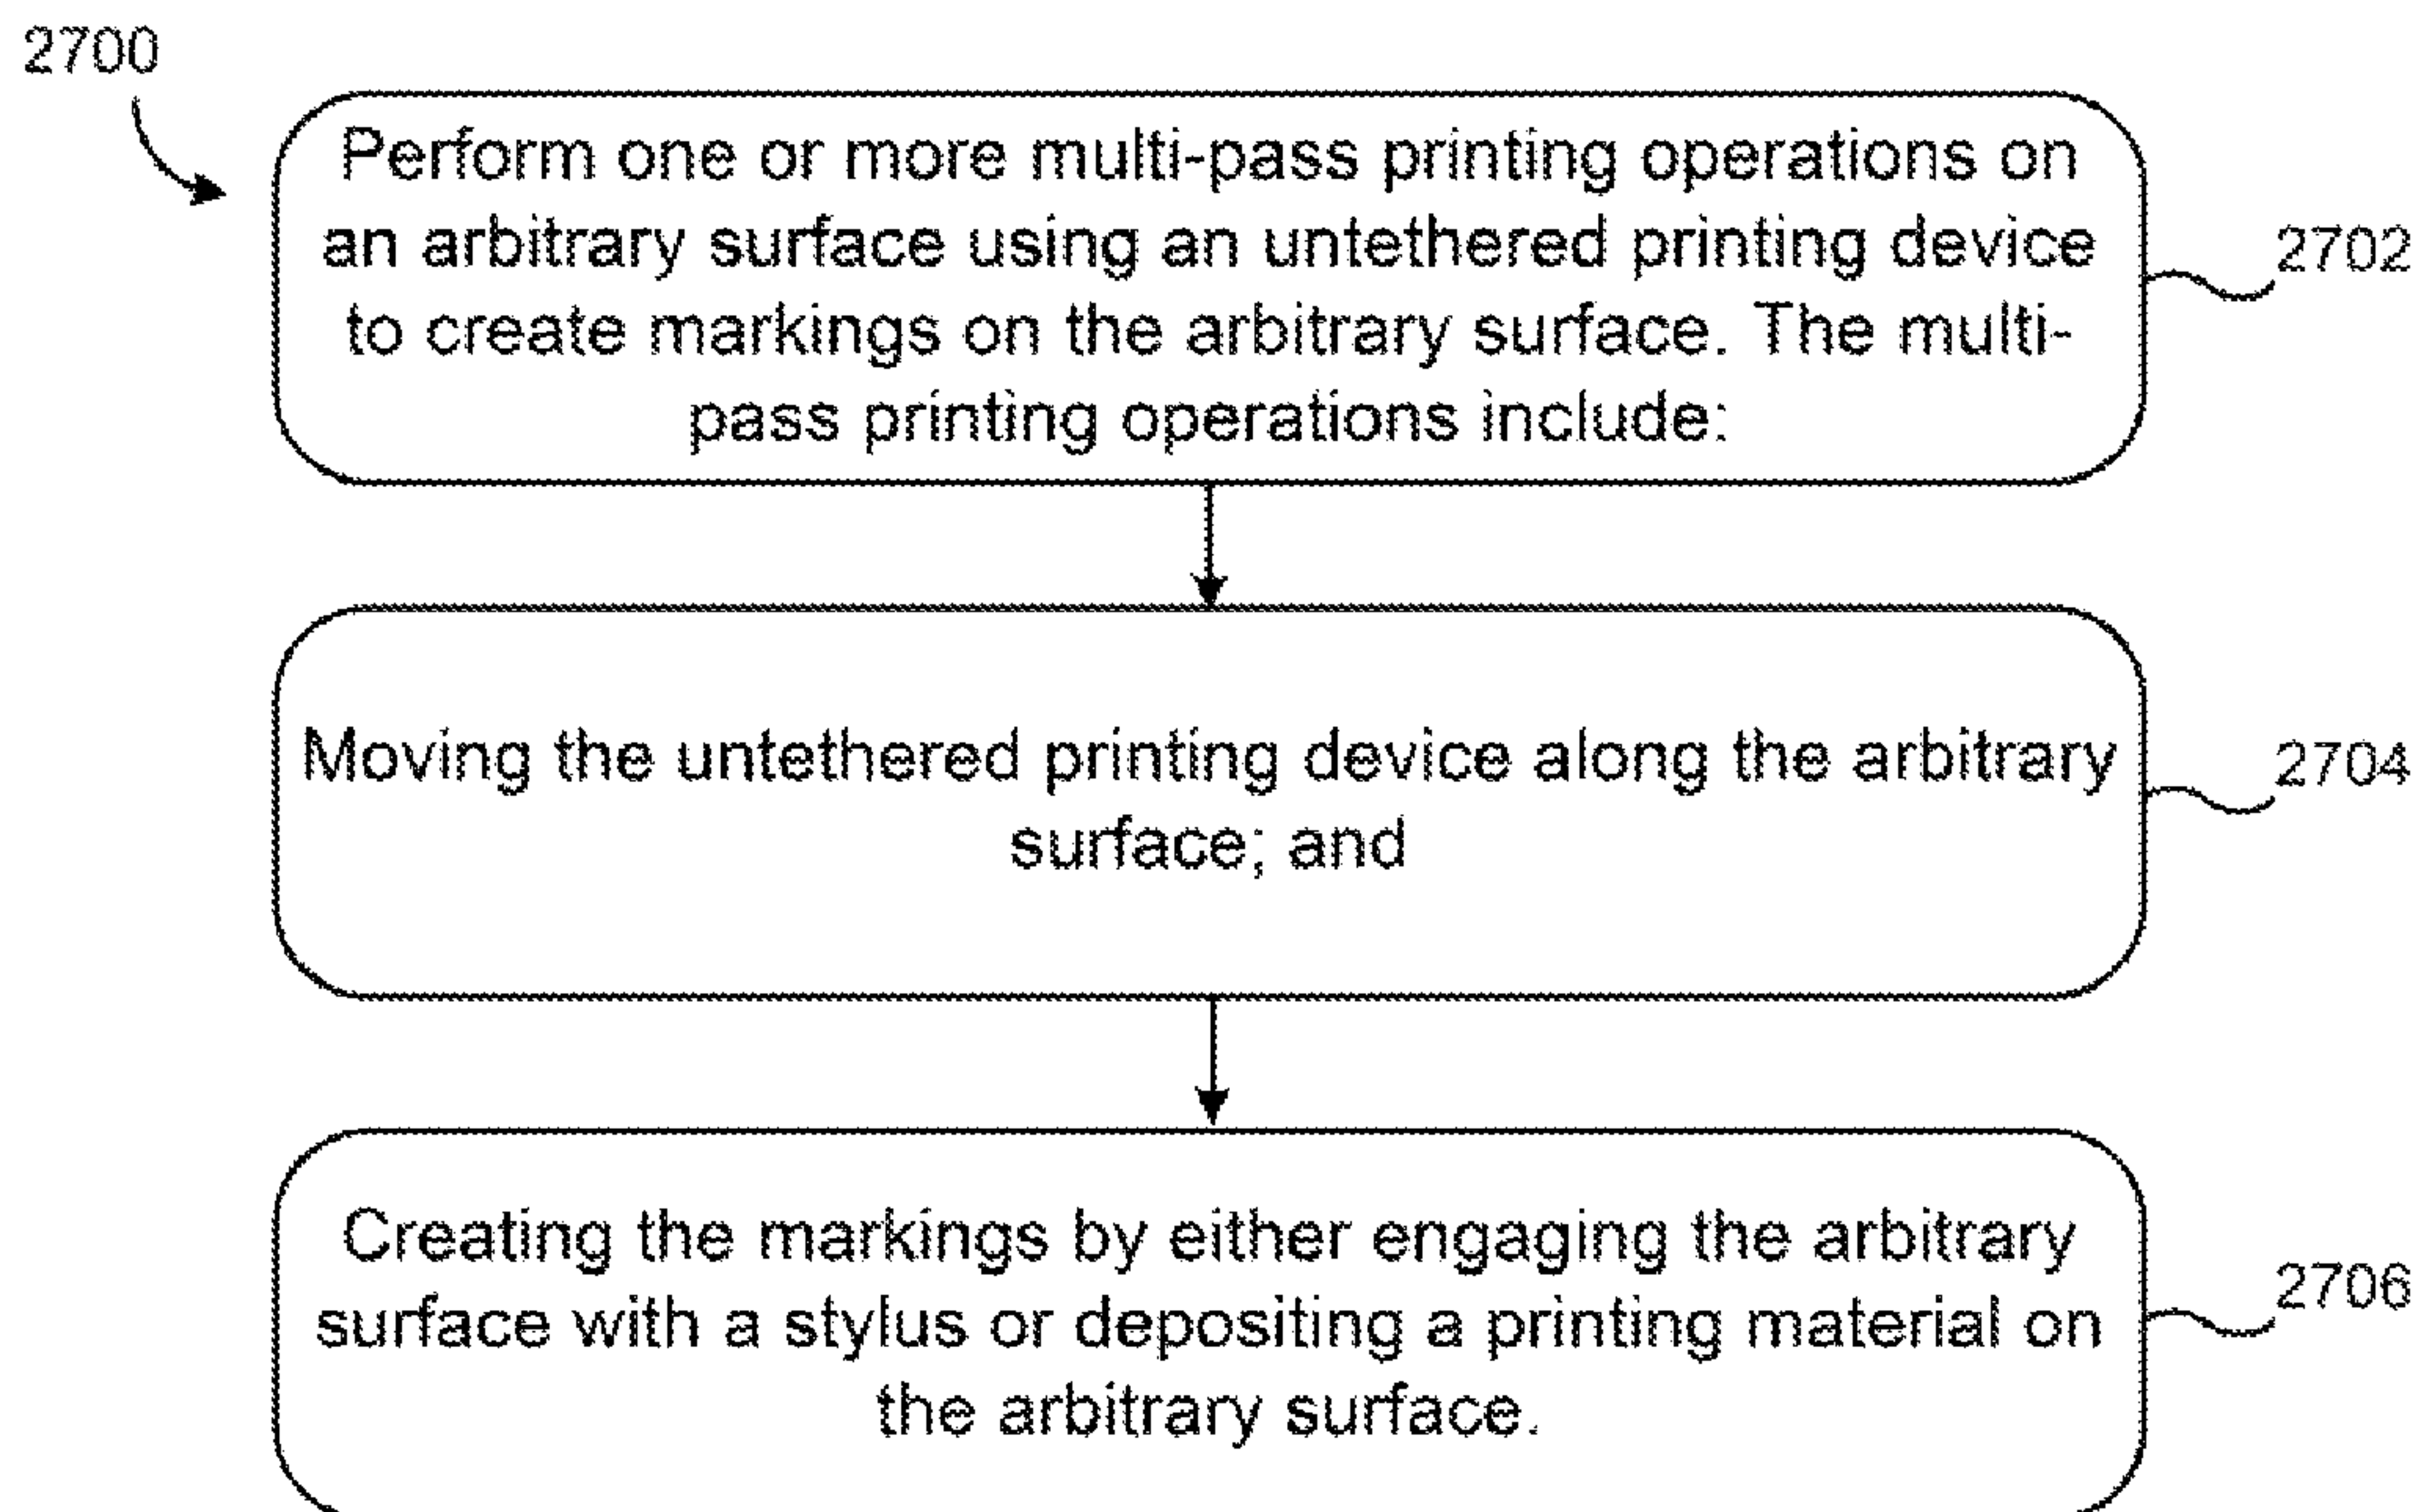 2700
Perform one or more multi-pass printing operations on
an arbitrary surface using an untethered printing device
to create markings on the arbitrary surface. The multi-
pass printing operations include:
2702
Moving the untethered printing device along the arbitrary
surface; and
2704
Creating the markings by either engaging the arbitrary
surface with a stylus or depositing a printing material on
the arbitrary surface.
2706